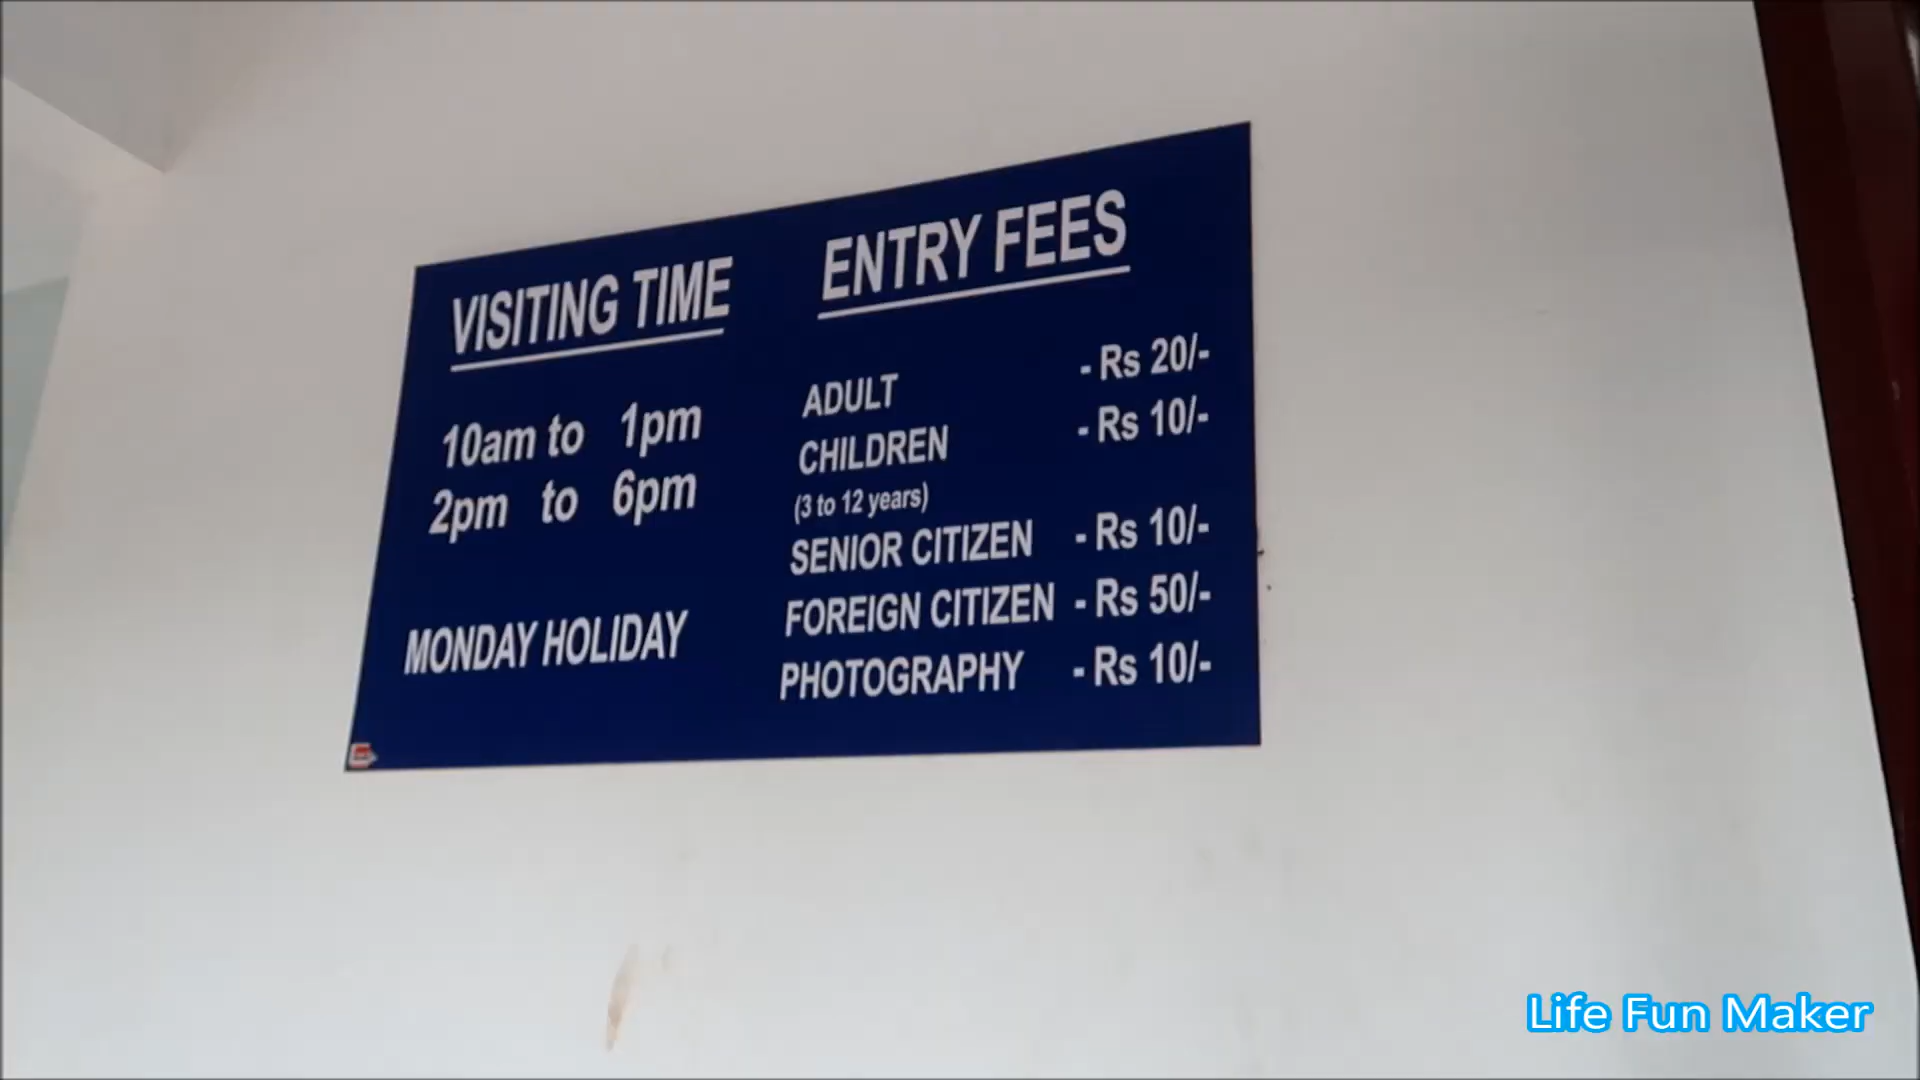 VISITING TIME
10am to 1pm
2pm to 6pm
MONDAY HOLIDAY
ENTRY FEES
ADULT - Rs 20/-
CHILDREN - Rs 10/-
(3 to 12 years)
SENIOR CITIZEN - Rs 10/-
FOREIGN CITIZEN - Rs 50/-
PHOTOGRAPHY - Rs 10/-
Life Fun Maker